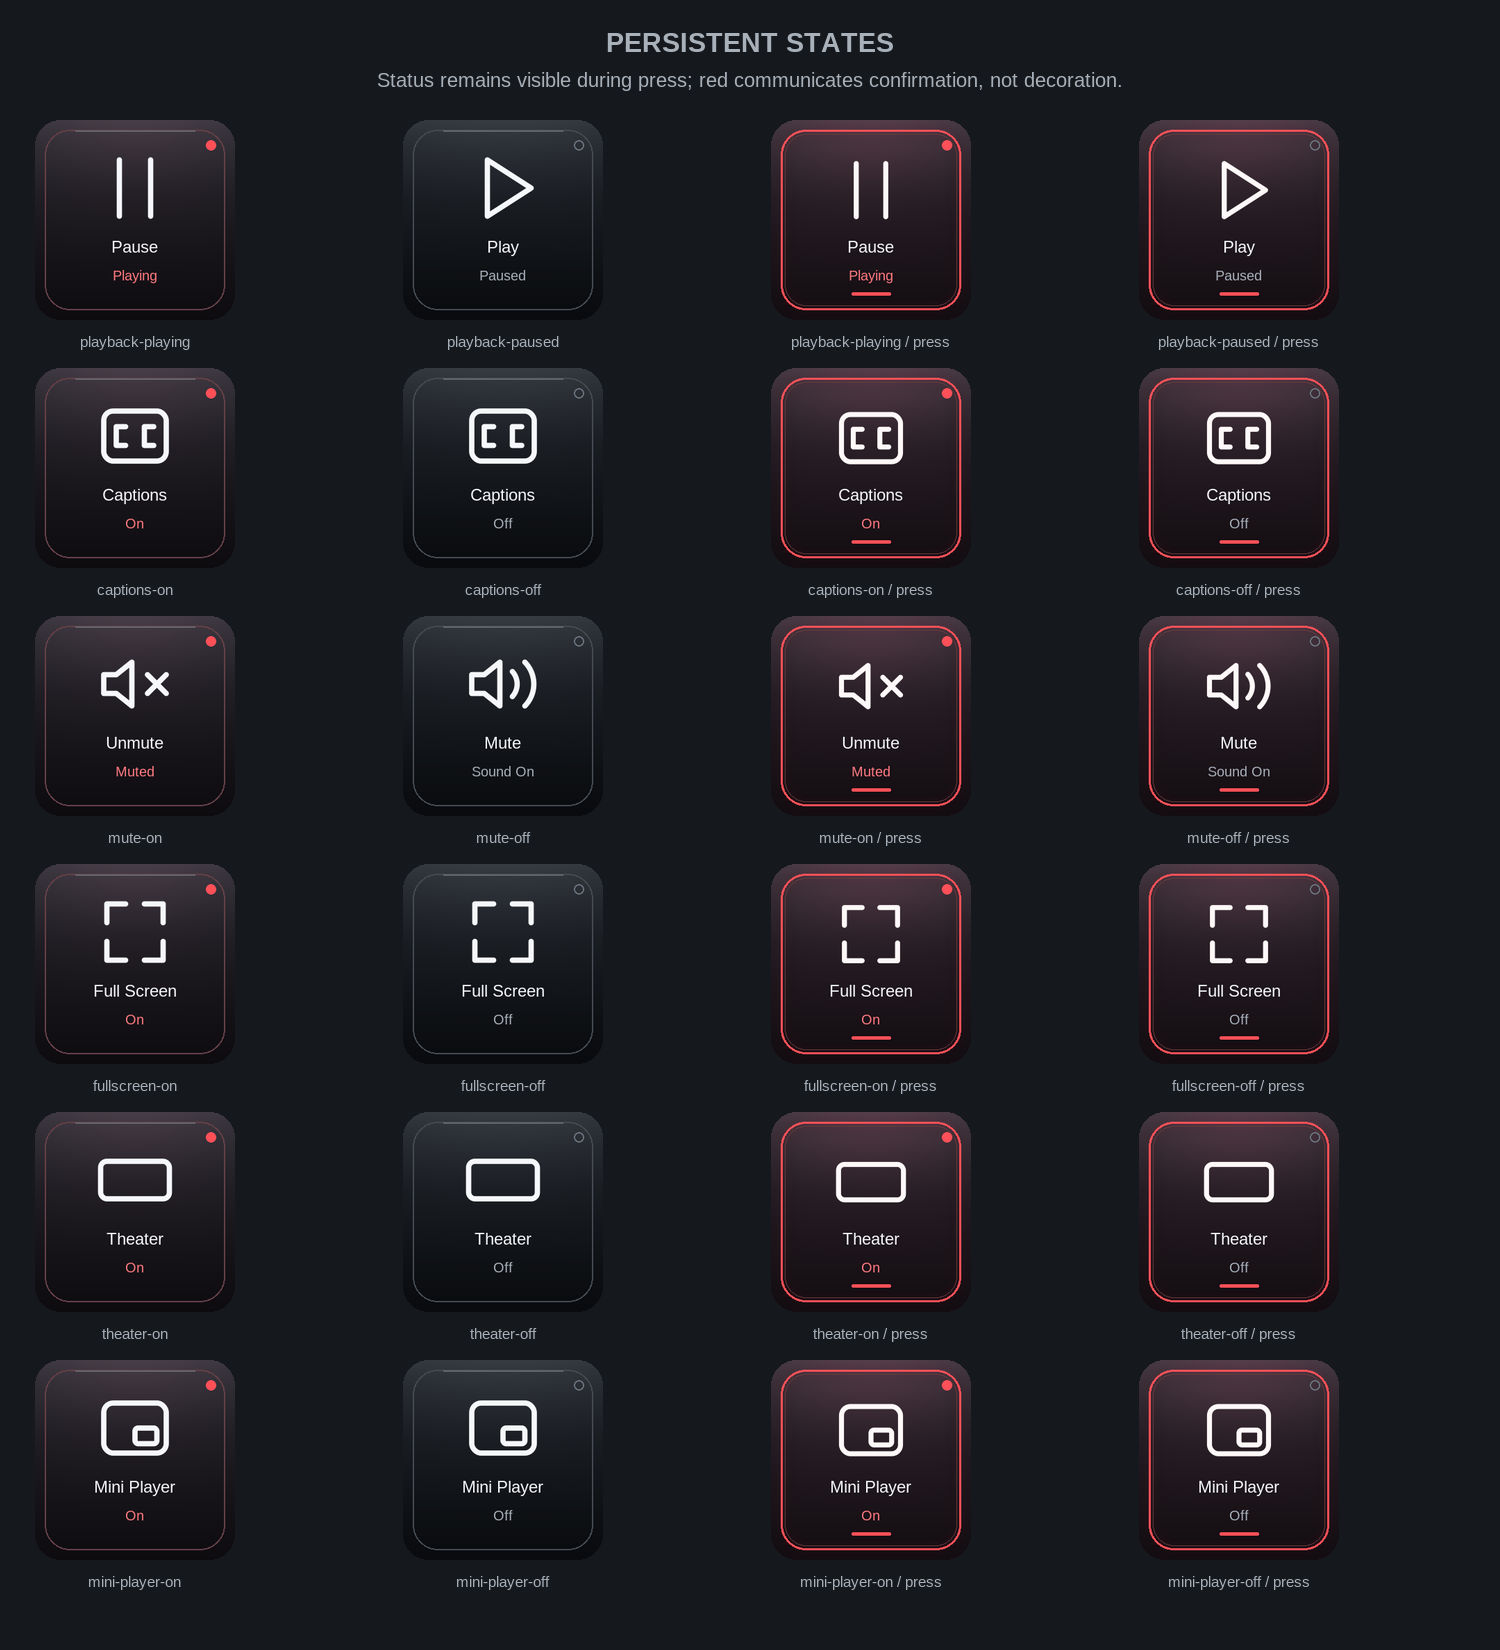 PERSISTENT STATES
Status remains visible during press; red communicates confirmation, not decoration.
Pause
Playing
playback-playing
Play
Paused
playback-paused
Pause
Playing
playback-playing / press
Play
Paused
playback-paused / press
Captions
On
captions-on
Captions
Off
captions-off
Captions
On
captions-on / press
Captions
Off
captions-off / press
Unmute
Muted
mute-on
Mute
Sound On
mute-off
Unmute
Muted
mute-on / press
Mute
Sound On
mute-off / press
Full Screen
On
fullscreen-on
Full Screen
Off
fullscreen-off
Full Screen
On
fullscreen-on / press
Full Screen
Off
fullscreen-off / press
Theater
On
theater-on
Theater
Off
theater-off
Theater
On
theater-on / press
Theater
Off
theater-off / press
Mini Player
On
mini-player-on
Mini Player
Off
mini-player-off
Mini Player
On
mini-player-on / press
Mini Player
Off
mini-player-off / press